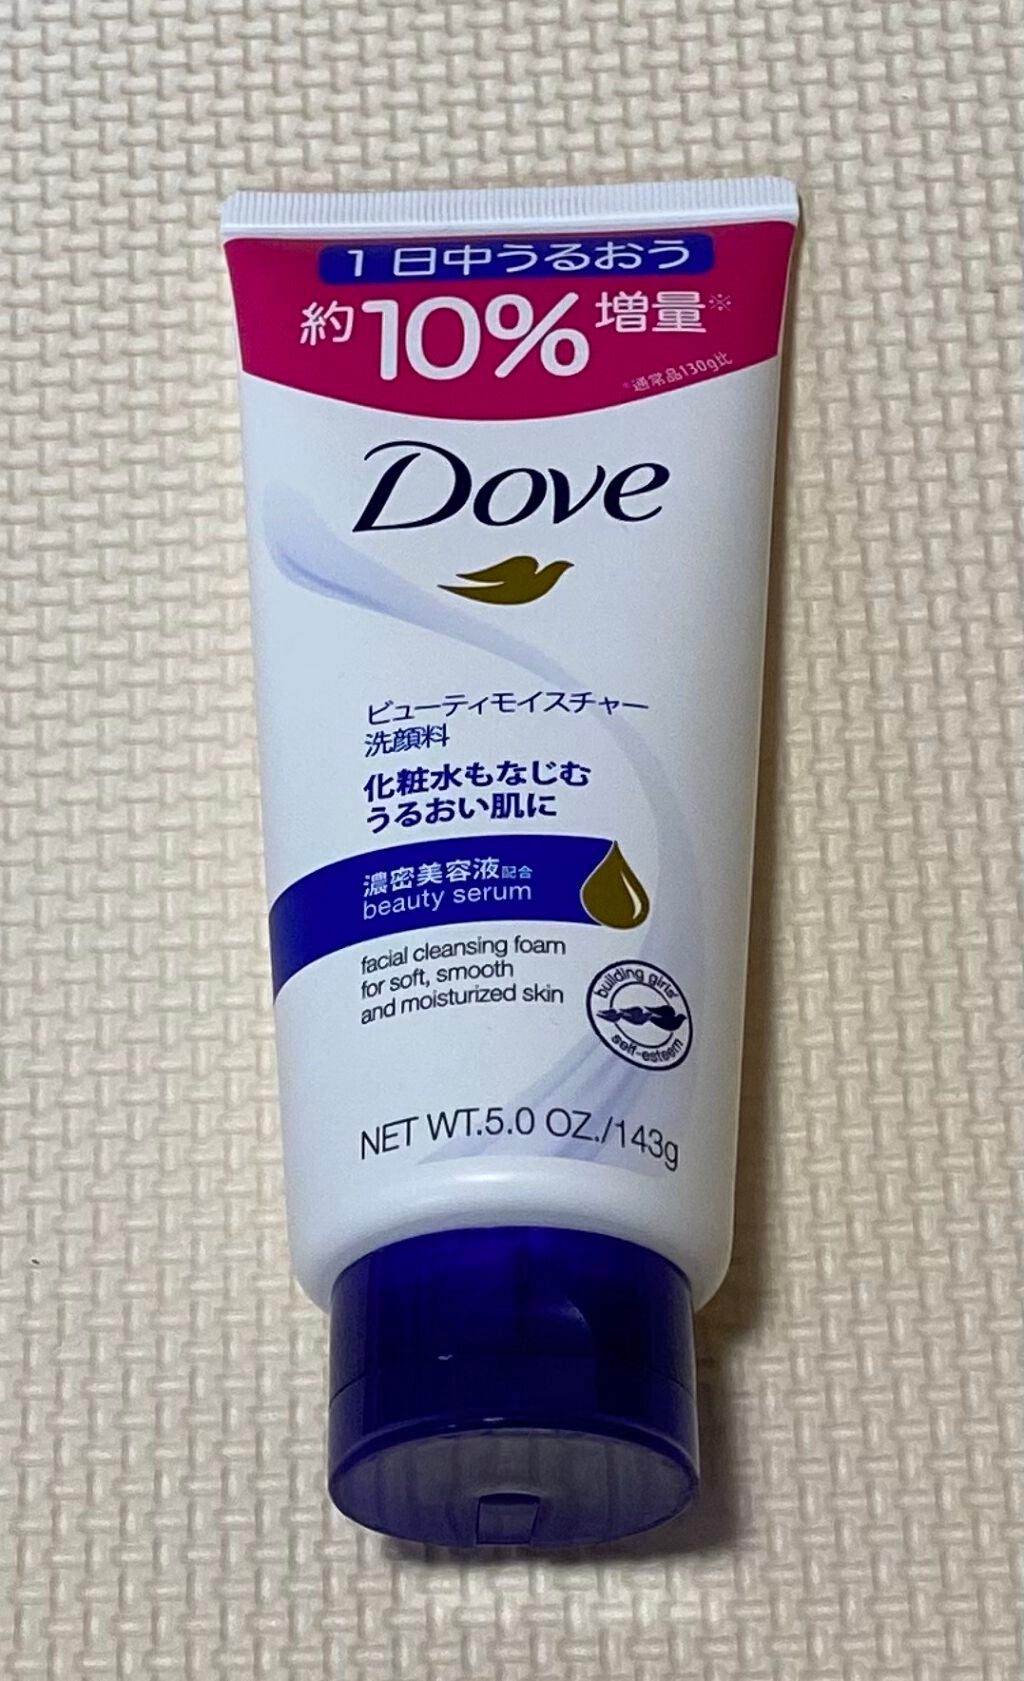 1日中うるおう
約10%増量※
※通常品130g比
Dove
ビューティモイスチャー
洗顔料
化粧水もなじむ
うるおい肌に
濃密美容液配合
beauty serum
facial cleansing foam
for soft, smooth
and moisturized skin
building girls'
self-esteem
NET WT.5.0 OZ./143g